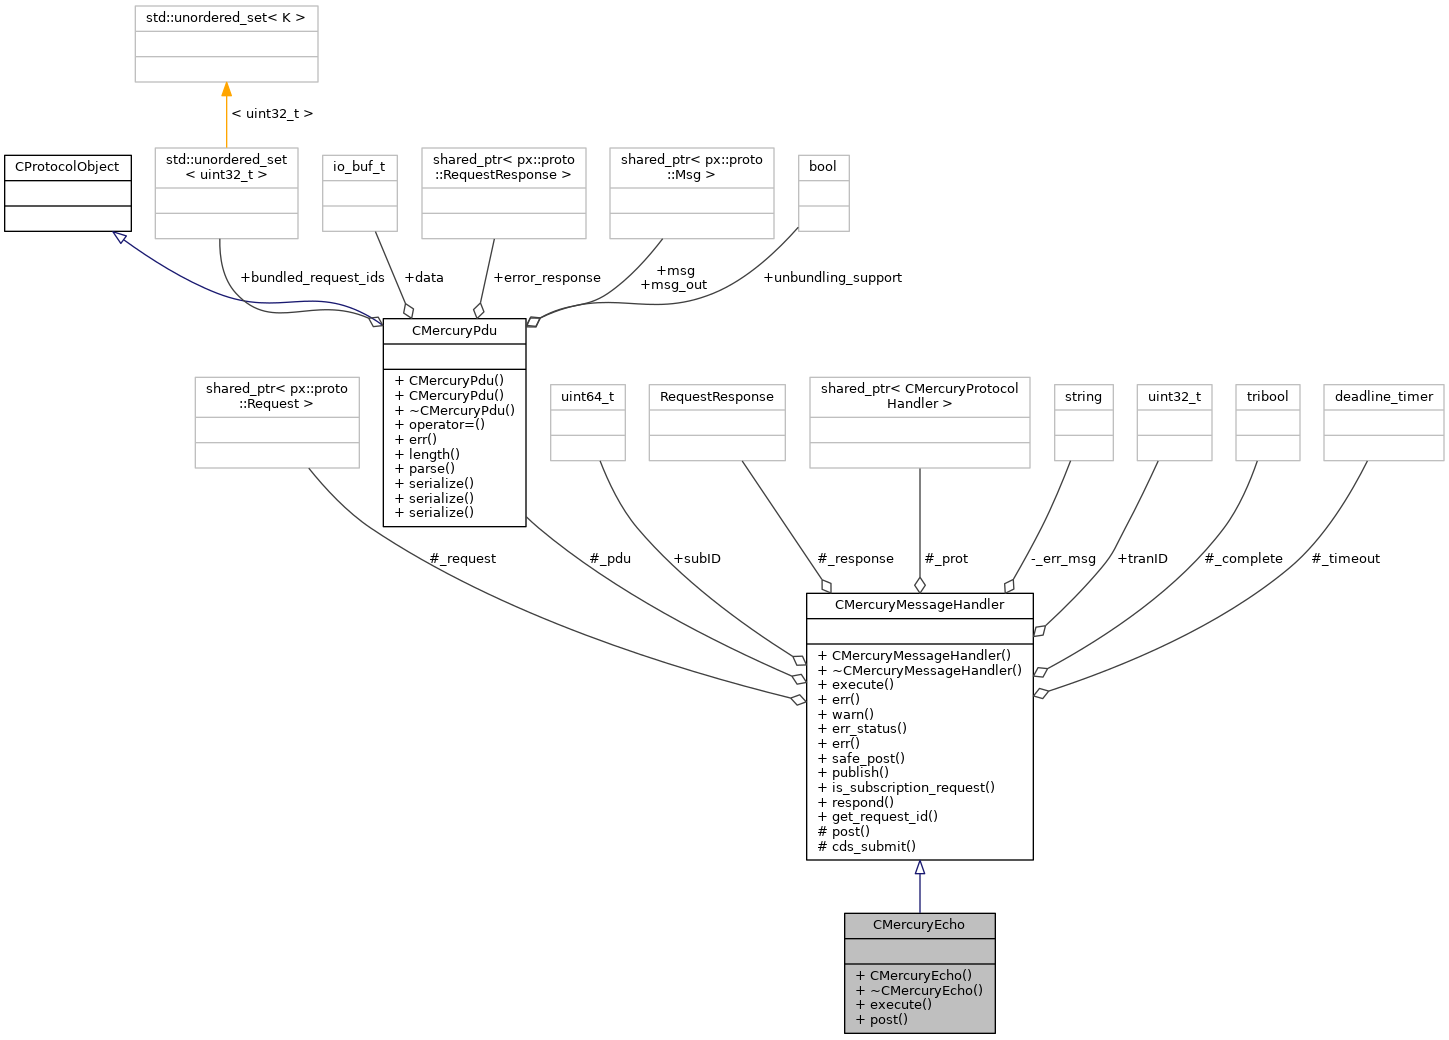 std::unordered_set< K >
< uint32_t >
CProtocolObject
std::unordered_set
< uint32_t >
io_buf_t
shared_ptr< px::proto
::RequestResponse >
shared_ptr< px::proto
::Msg >
bool
+bundled_request_ids
+data
+error_response
+msg
+msg_out
+unbundling_support
CMercuryPdu
+ CMercuryPdu()
+ CMercuryPdu()
+ ~CMercuryPdu()
+ operator=()
+ err()
+ length()
+ parse()
+ serialize()
+ serialize()
+ serialize()
shared_ptr< px::proto
::Request >
uint64_t
RequestResponse
shared_ptr< CMercuryProtocol
Handler >
string
uint32_t
tribool
deadline_timer
#_request
#_pdu
+subID
#_response
#_prot
-_err_msg
+tranID
#_complete
#_timeout
CMercuryMessageHandler
+ CMercuryMessageHandler()
+ ~CMercuryMessageHandler()
+ execute()
+ err()
+ warn()
+ err_status()
+ err()
+ safe_post()
+ publish()
+ is_subscription_request()
+ respond()
+ get_request_id()
# post()
# cds_submit()
CMercuryEcho
+ CMercuryEcho()
+ ~CMercuryEcho()
+ execute()
+ post()